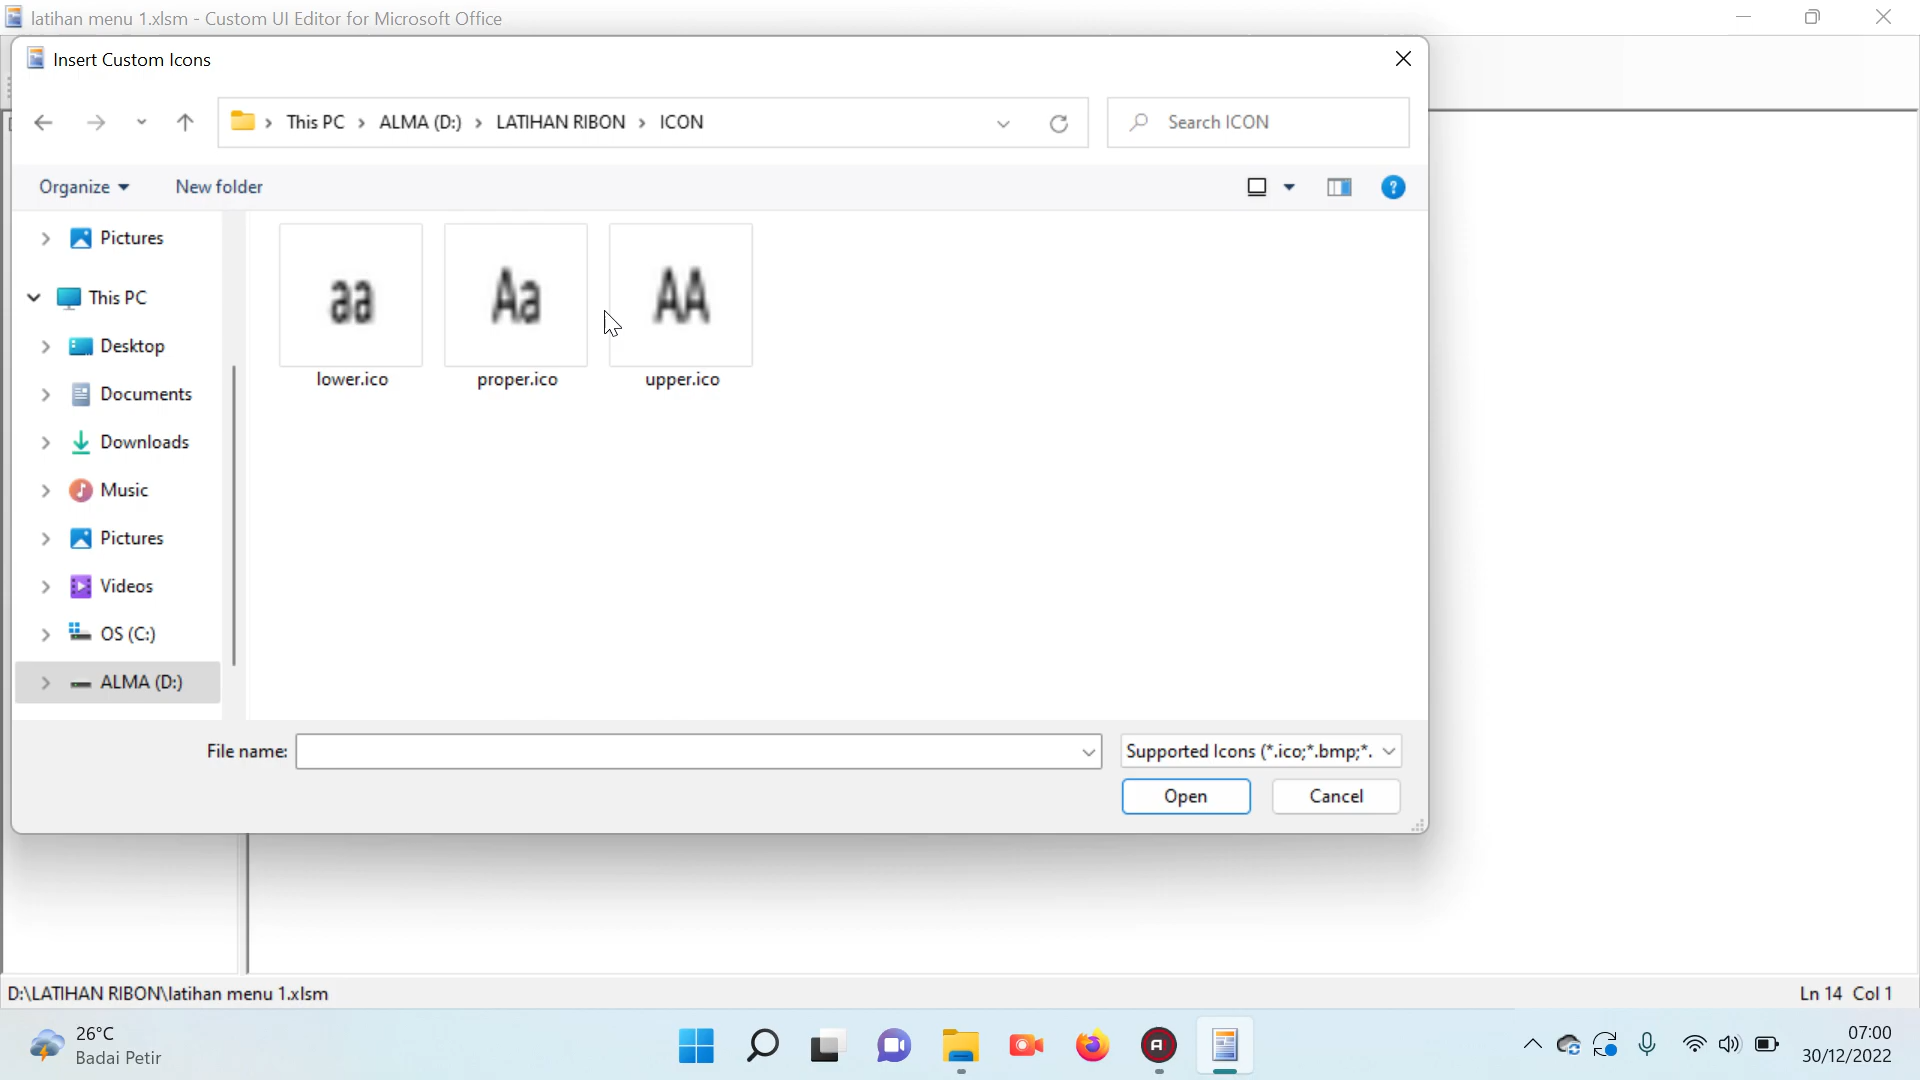 latihan menu 1.xlsm - Custom UI Editor for Microsoft Office
Insert Custom Icons
This PC > ALMA (D:) > LATIHAN RIBON > ICON
Search ICON
Organize
New folder
Pictures
This PC
Desktop
Documents
Downloads
Music
Pictures
Videos
OS (C:)
ALMA (D:)
aa
Aa
AA
lower.ico
proper.ico
upper.ico
File name:
Supported Icons (*.ico;*.bmp;*.
Open
Cancel
D:\LATIHAN RIBON\latihan menu 1.xlsm
Ln 14 Col 1
26°C
Badai Petir
07:00
30/12/2022